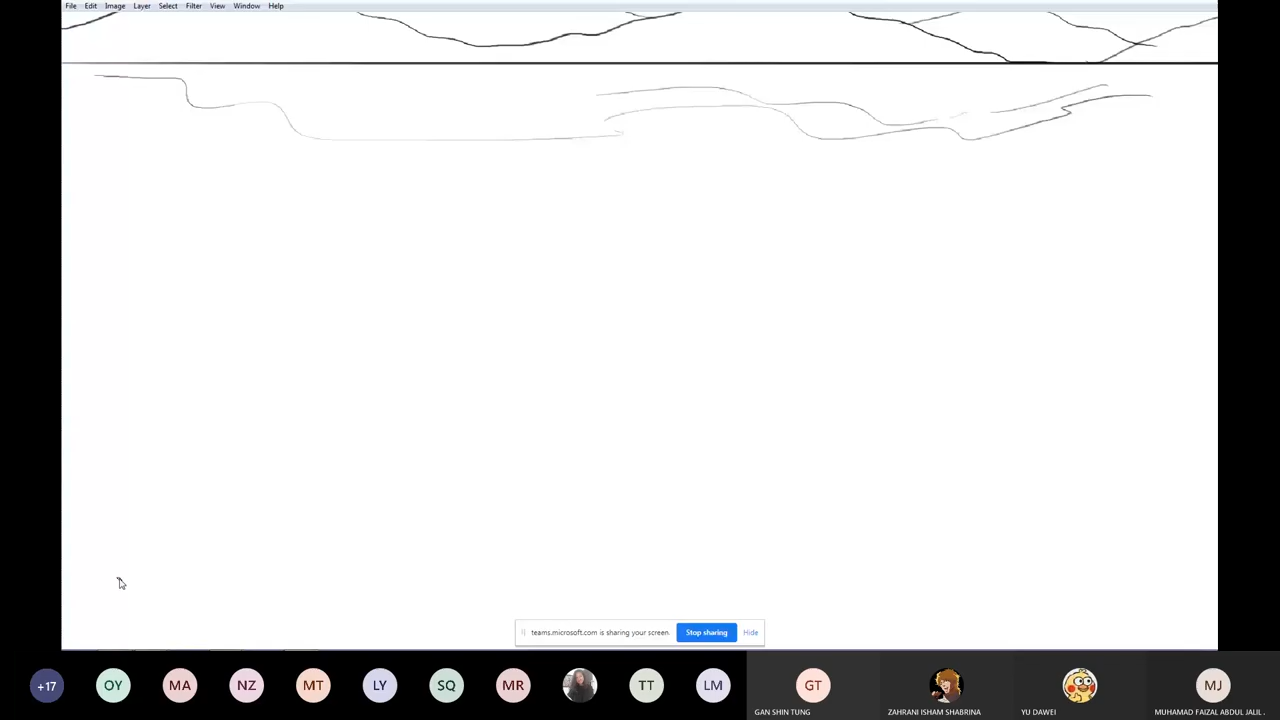 File Edit Image Layer Select Filter View Window Help
teams.microsoft.com is sharing your screen. Stop sharing Hide
+17 OY MA NZ MT LY SQ MR TT LM GT MJ
GAN SHIN TUNG ZAHRANI ISHAM SHABRINA YU DAWEI MUHAMAD FAIZAL ABDUL JALIL .